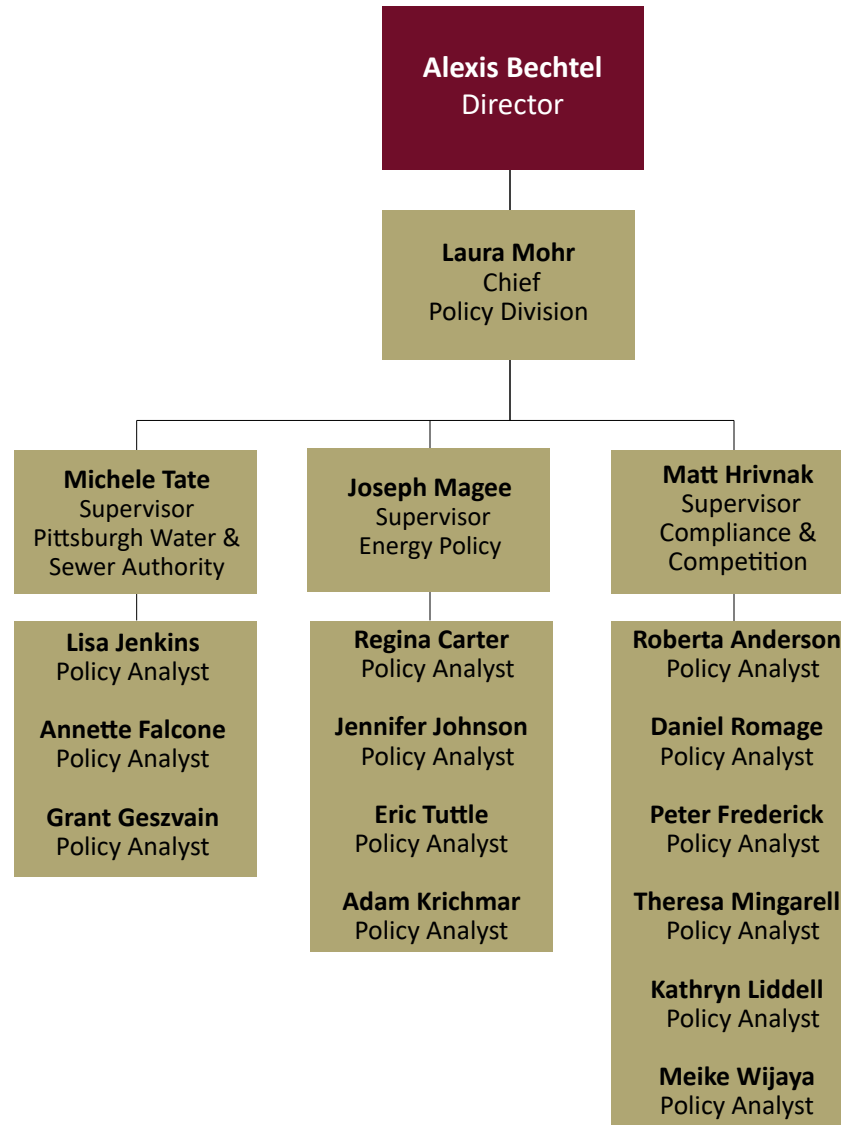 Alexis Bechtel
Director
Laura Mohr
Chief
Policy Division
Michele Tate
Supervisor
Pittsburgh Water &
Sewer Authority
Joseph Magee
Supervisor
Energy Policy
Matt Hrivnak
Supervisor
Compliance &
Competition
Lisa Jenkins
Policy Analyst
Annette Falcone
Policy Analyst
Grant Geszvain
Policy Analyst
Regina Carter
Policy Analyst
Jennifer Johnson
Policy Analyst
Eric Tuttle
Policy Analyst
Adam Krichmar
Policy Analyst
Roberta Anderson
Policy Analyst
Daniel Romage
Policy Analyst
Peter Frederick
Policy Analyst
Theresa Mingarell
Policy Analyst
Kathryn Liddell
Policy Analyst
Meike Wijaya
Policy Analyst